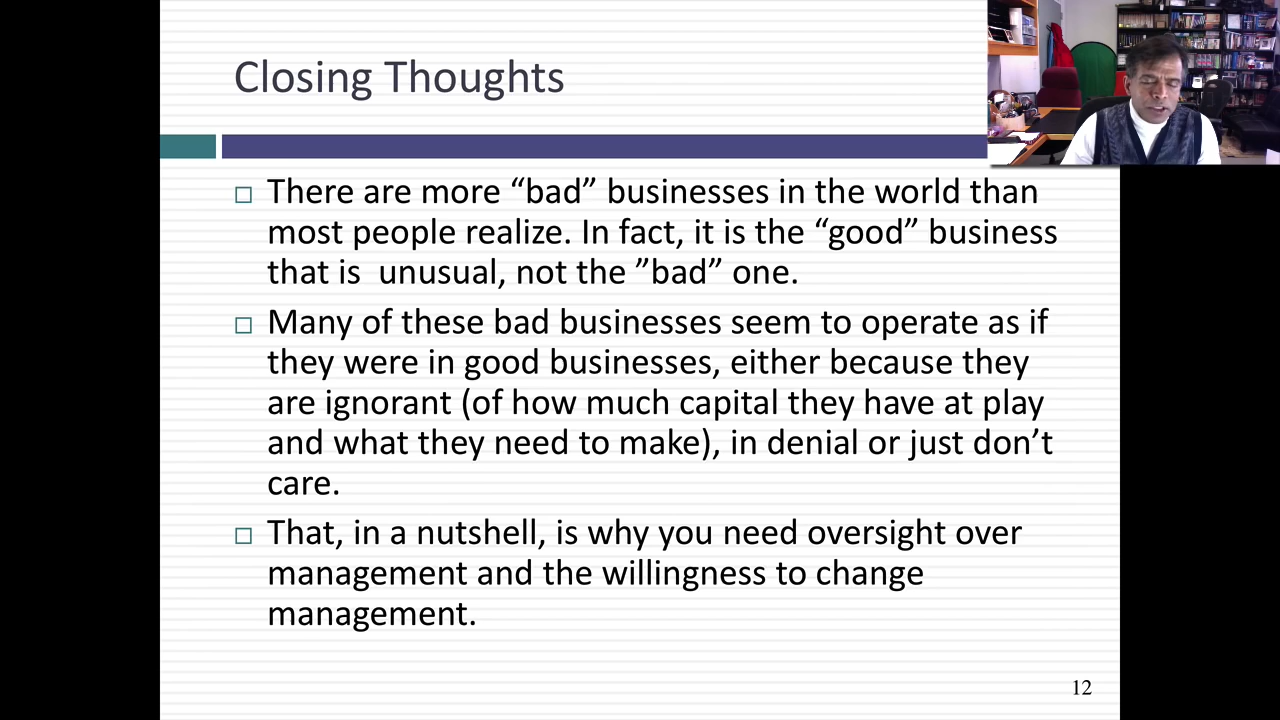 Closing Thoughts
There are more “bad” businesses in the world than
most people realize. In fact, it is the “good” business
that is  unusual, not the ”bad” one.
Many of these bad businesses seem to operate as if
they were in good businesses, either because they
are ignorant (of how much capital they have at play
and what they need to make), in denial or just don’t
care.
That, in a nutshell, is why you need oversight over
management and the willingness to change
management.
12